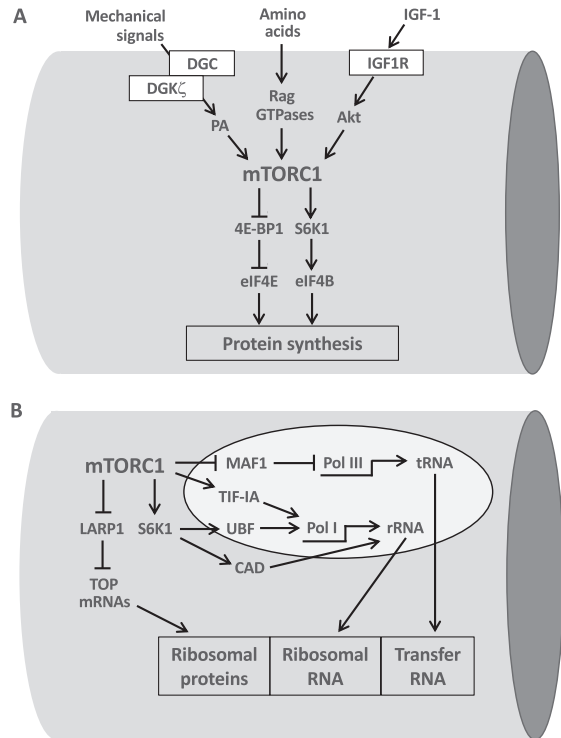 A
Mechanical
signals
Amino
acids
IGF-1
DGC
IGF1R
DGKζ
Rag
GTPases
PA
Akt
mTORC1
4E-BP1 S6K1
eIF4E eIF4B
Protein synthesis
B
mTORC1 MAF1 Pol III tRNA
TIF-IA
LARP1 S6K1 UBF Pol I rRNA
CAD
TOP
mRNAs
Ribosomal
proteins
Ribosomal
RNA
Transfer
RNA